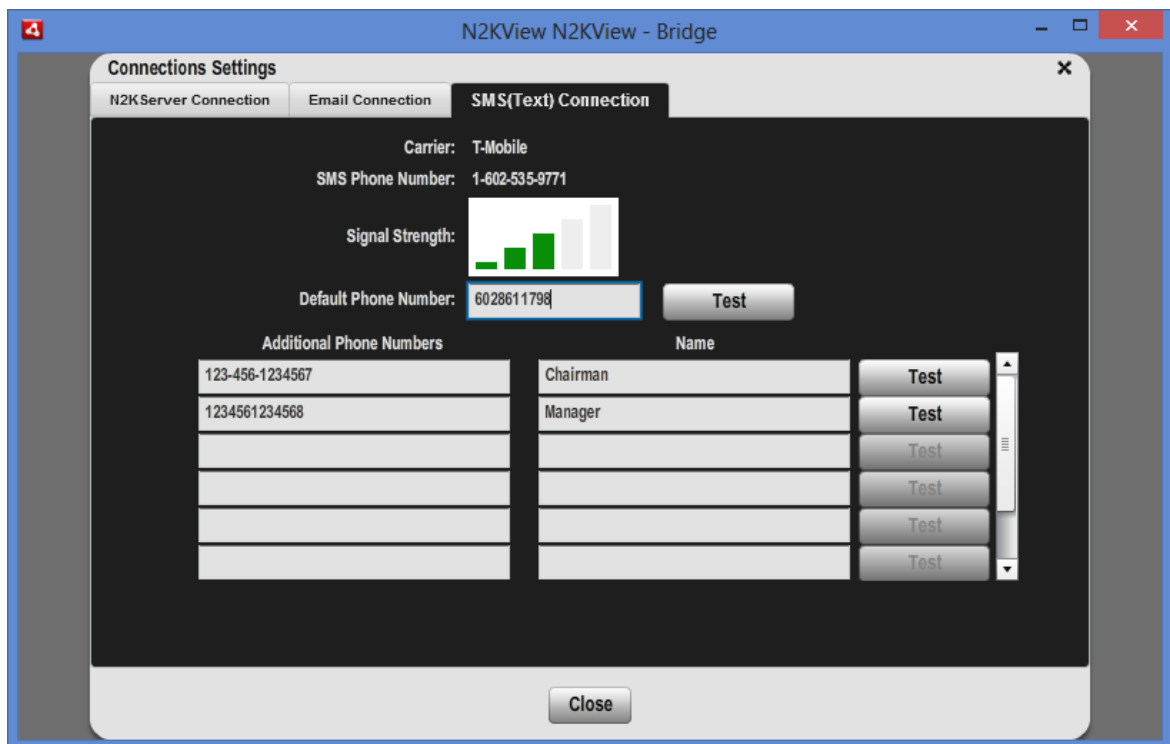 N2KView N2KView - Bridge
Connections Settings
N2KServer Connection Email Connection SMS(Text) Connection
Carrier: T-Mobile
SMS Phone Number: 1-602-535-9771
Signal Strength:
Default Phone Number: 6028611798 Test
Additional Phone Numbers Name
123-456-1234567 Chairman Test
1234561234568 Manager Test
Test
Test
Test
Test
Close